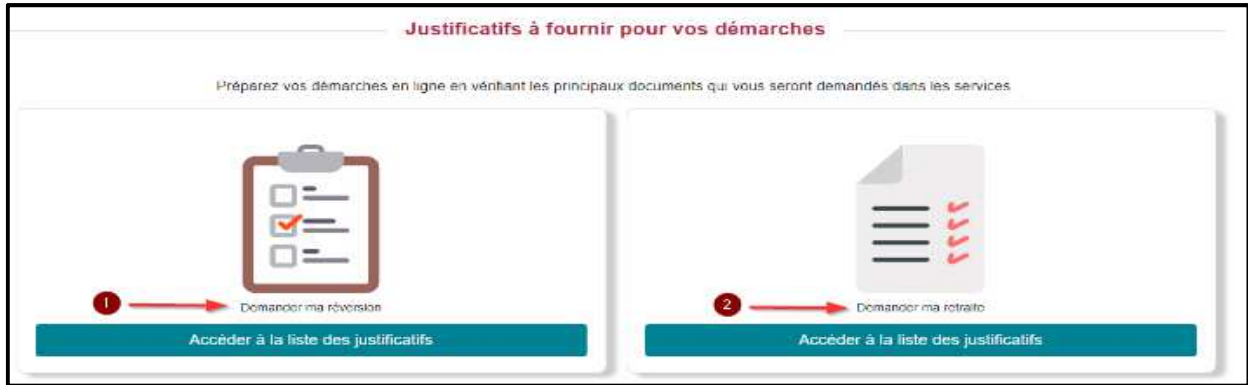 Justificatifs à fournir pour vos démarches
Préparez vos démarches en ligne en vérifiant les principaux documents qui vous seront demandés dans les services
1 Demander ma réversion
Accéder à la liste des justificatifs
2 Demander ma retraite
Accéder à la liste des justificatifs